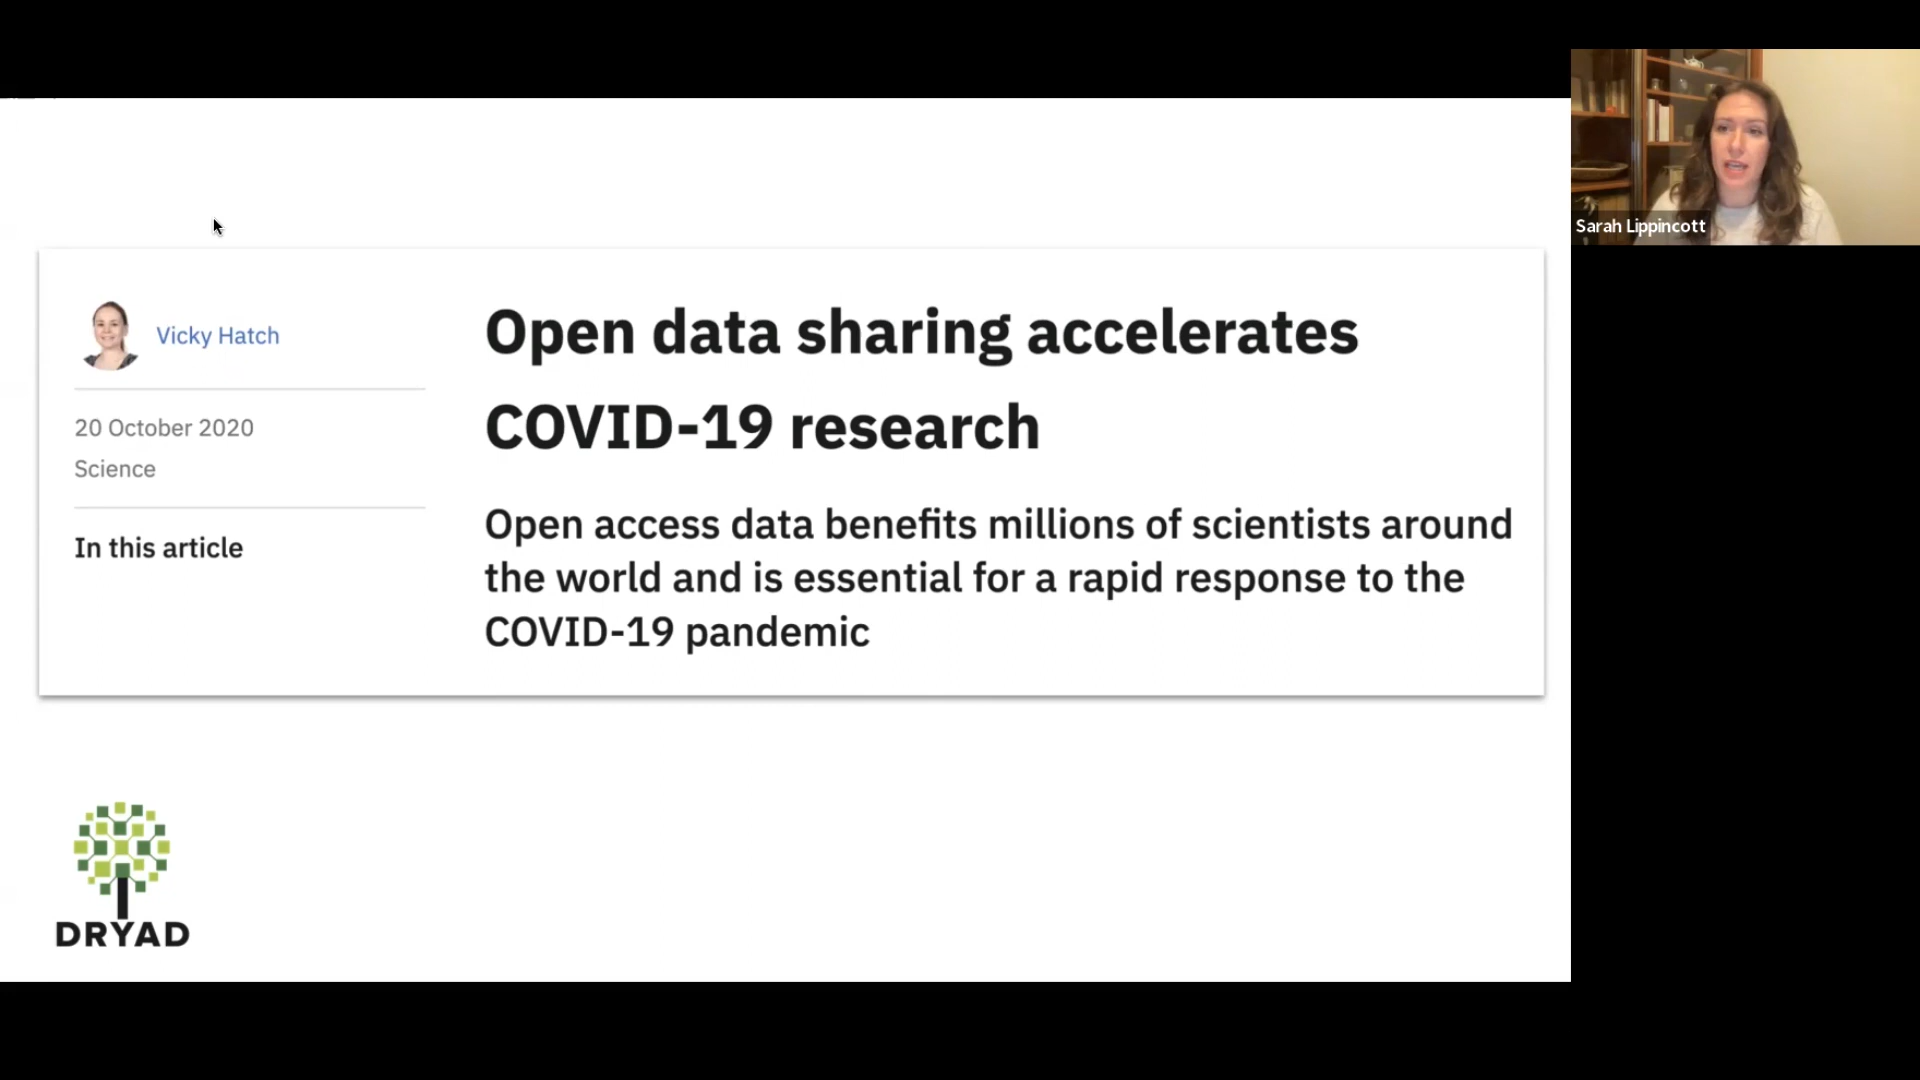 Vicky Hatch
20 October 2020
Science
In this article
Open data sharing accelerates
COVID-19 research
Open access data benefits millions of scientists around
the world and is essential for a rapid response to the
COVID-19 pandemic
DRYAD
Sarah Lippincott